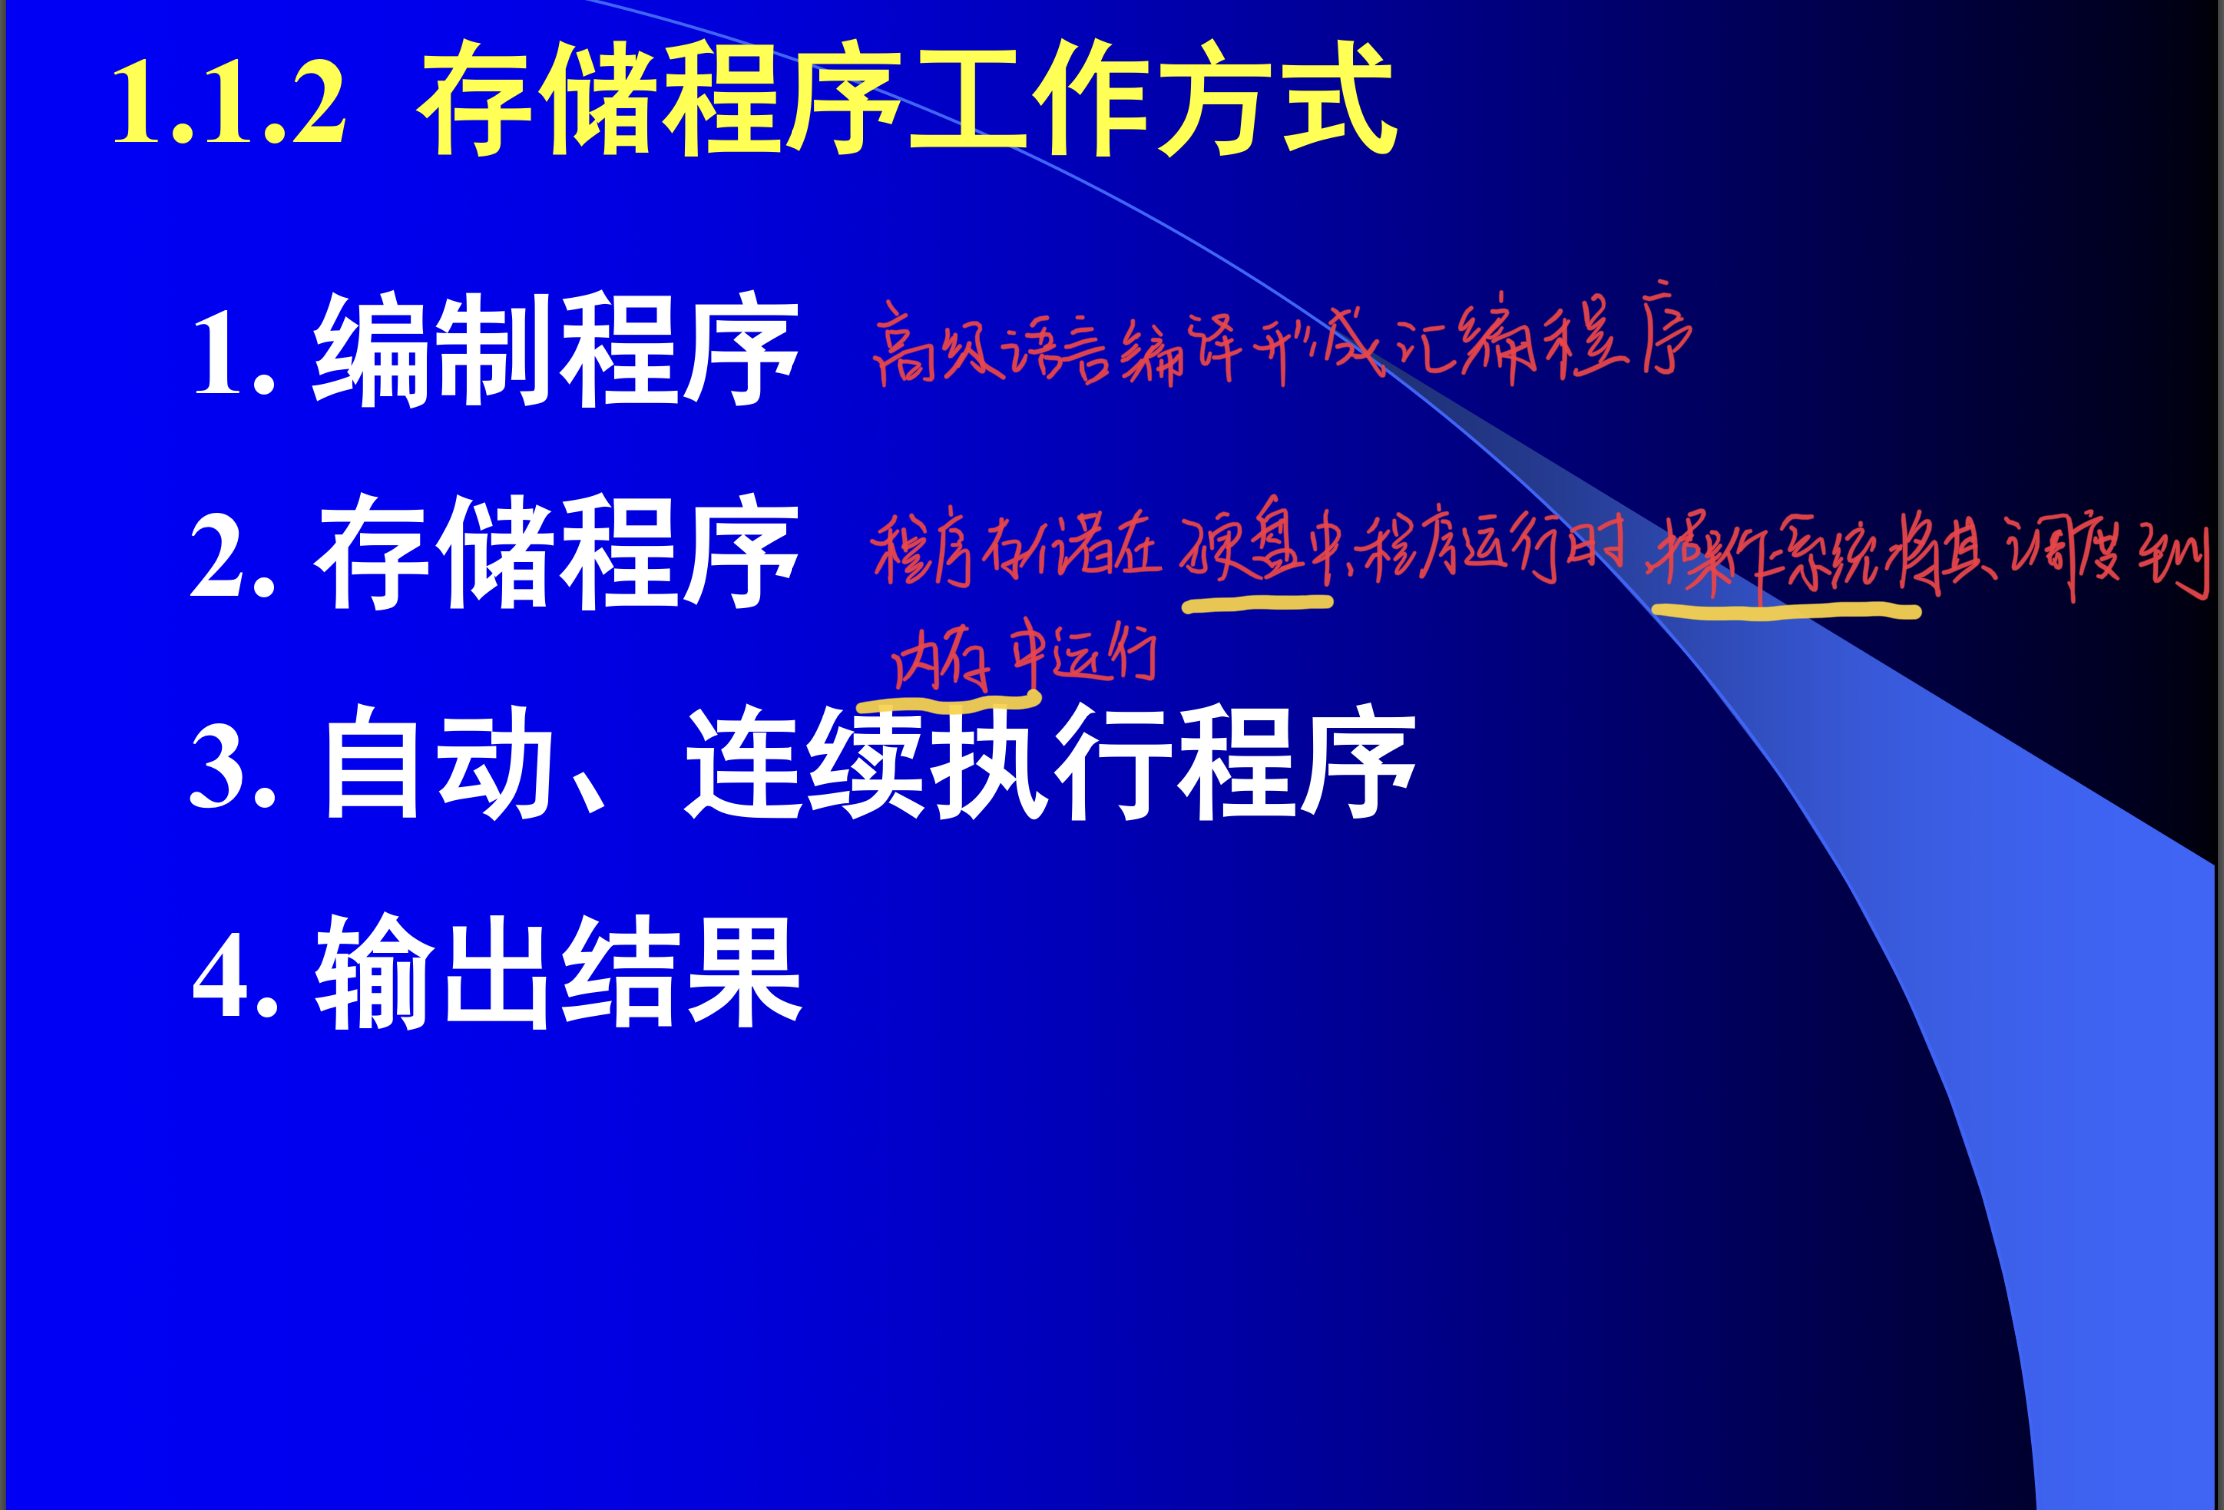 1.1.2 存储程序工作方式
1. 编制程序 高级语言编译形成汇编程序
2. 存储程序 程序存储在硬盘中,程序运行时操作系统将其调度到
内存中运行
3. 自动、连续执行程序
4. 输出结果